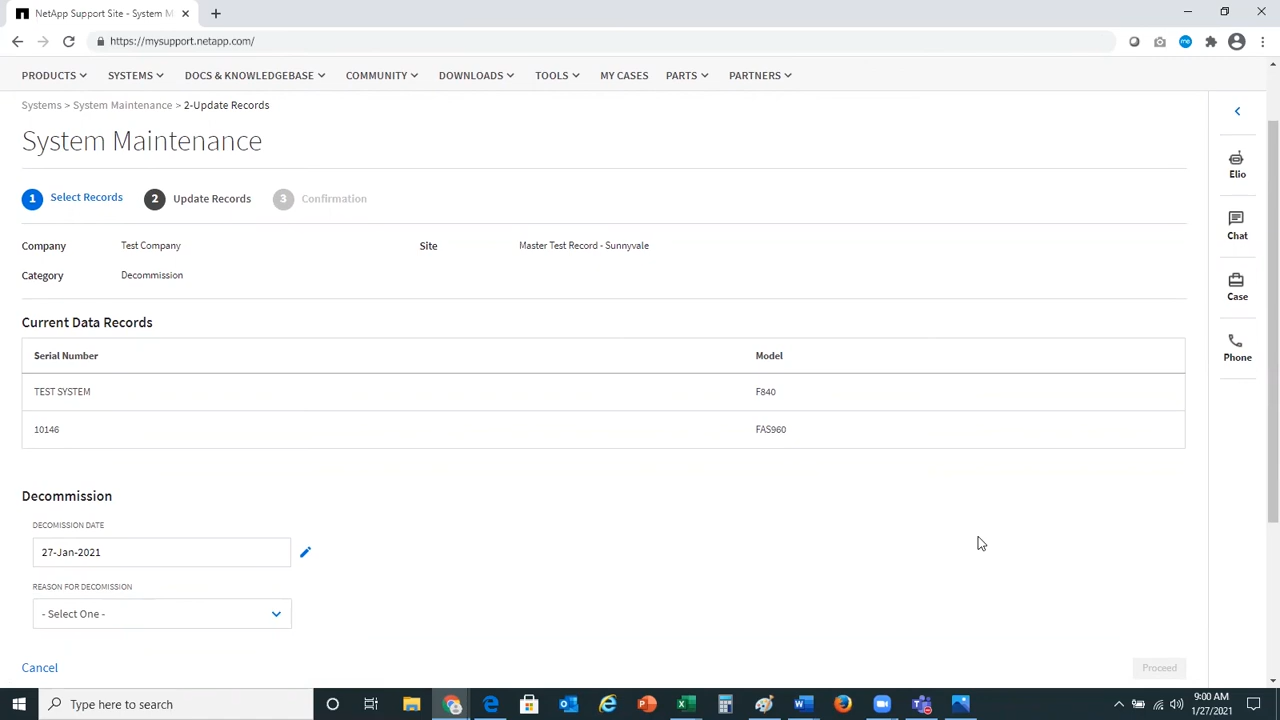 NetApp Support Site - System M
https://mysupport.netapp.com/
PRODUCTS SYSTEMS DOCS & KNOWLEDGEBASE COMMUNITY DOWNLOADS TOOLS MY CASES PARTS PARTNERS
Systems > System Maintenance > 2-Update Records
System Maintenance
1 Select Records 2 Update Records 3 Confirmation
Company Test Company Site Master Test Record - Sunnyvale
Category Decommission
Current Data Records
Serial Number Model
TEST SYSTEM F840
10146 FAS960
Decommission
DECOMISSION DATE
27-Jan-2021
REASON FOR DECOMISSION
- Select One -
Cancel Proceed
Elio
Chat
Case
Phone
Type here to search
9:00 AM
1/27/2021